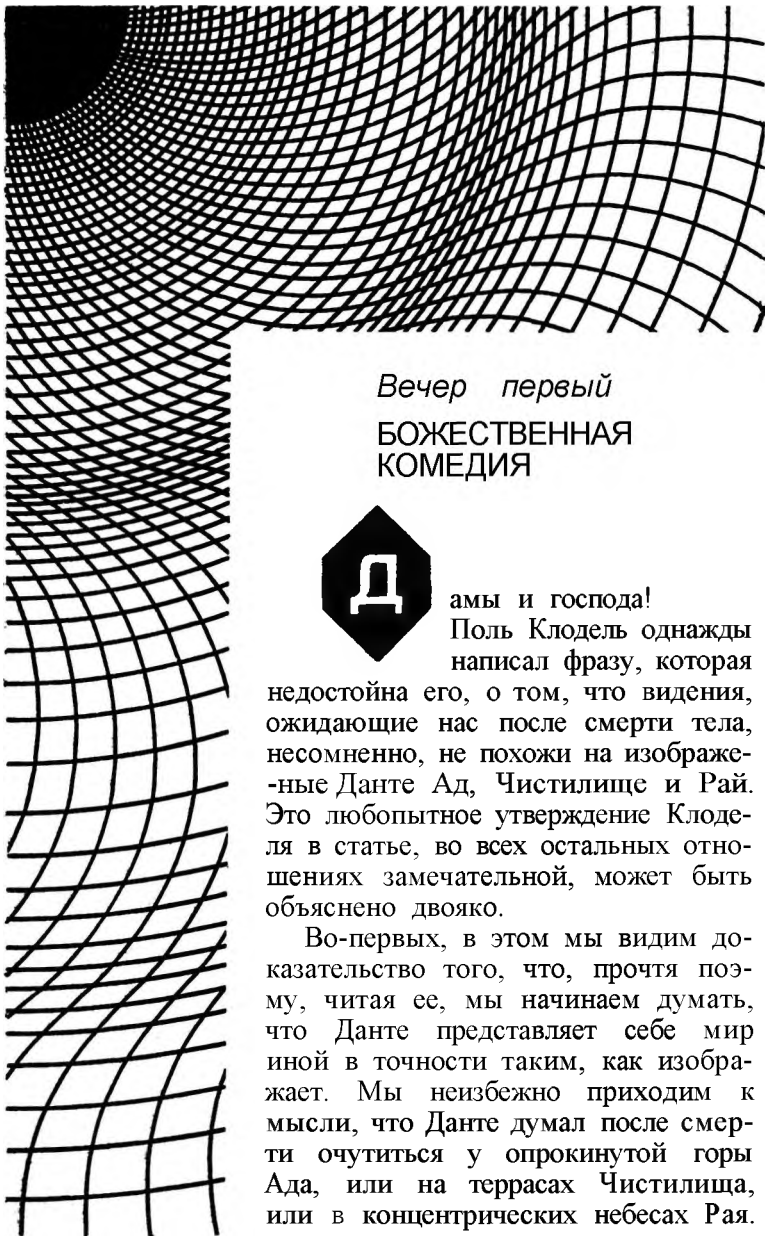 Вечер первый
БОЖЕСТВЕННАЯ
КОМЕДИЯ
Дамы и господа!
Поль Клодель однажды
написал фразу, которая
недостойна его, о том, что видения,
ожидающие нас после смерти тела,
несомненно, не похожи на изображе-
-ные Данте Ад, Чистилище и Рай.
Это любопытное утверждение Клоде-
ля в статье, во всех остальных отно-
шениях замечательной, может быть
объяснено двояко.
Во-первых, в этом мы видим до-
казательство того, что, прочтя поэ-
му, читая ее, мы начинаем думать,
что Данте представляет себе мир
иной в точности таким, как изобра-
жает. Мы неизбежно приходим к
мысли, что Данте думал после смер-
ти очутиться у опрокинутой горы
Ада, или на террасах Чистилища,
или в концентрических небесах Рая.